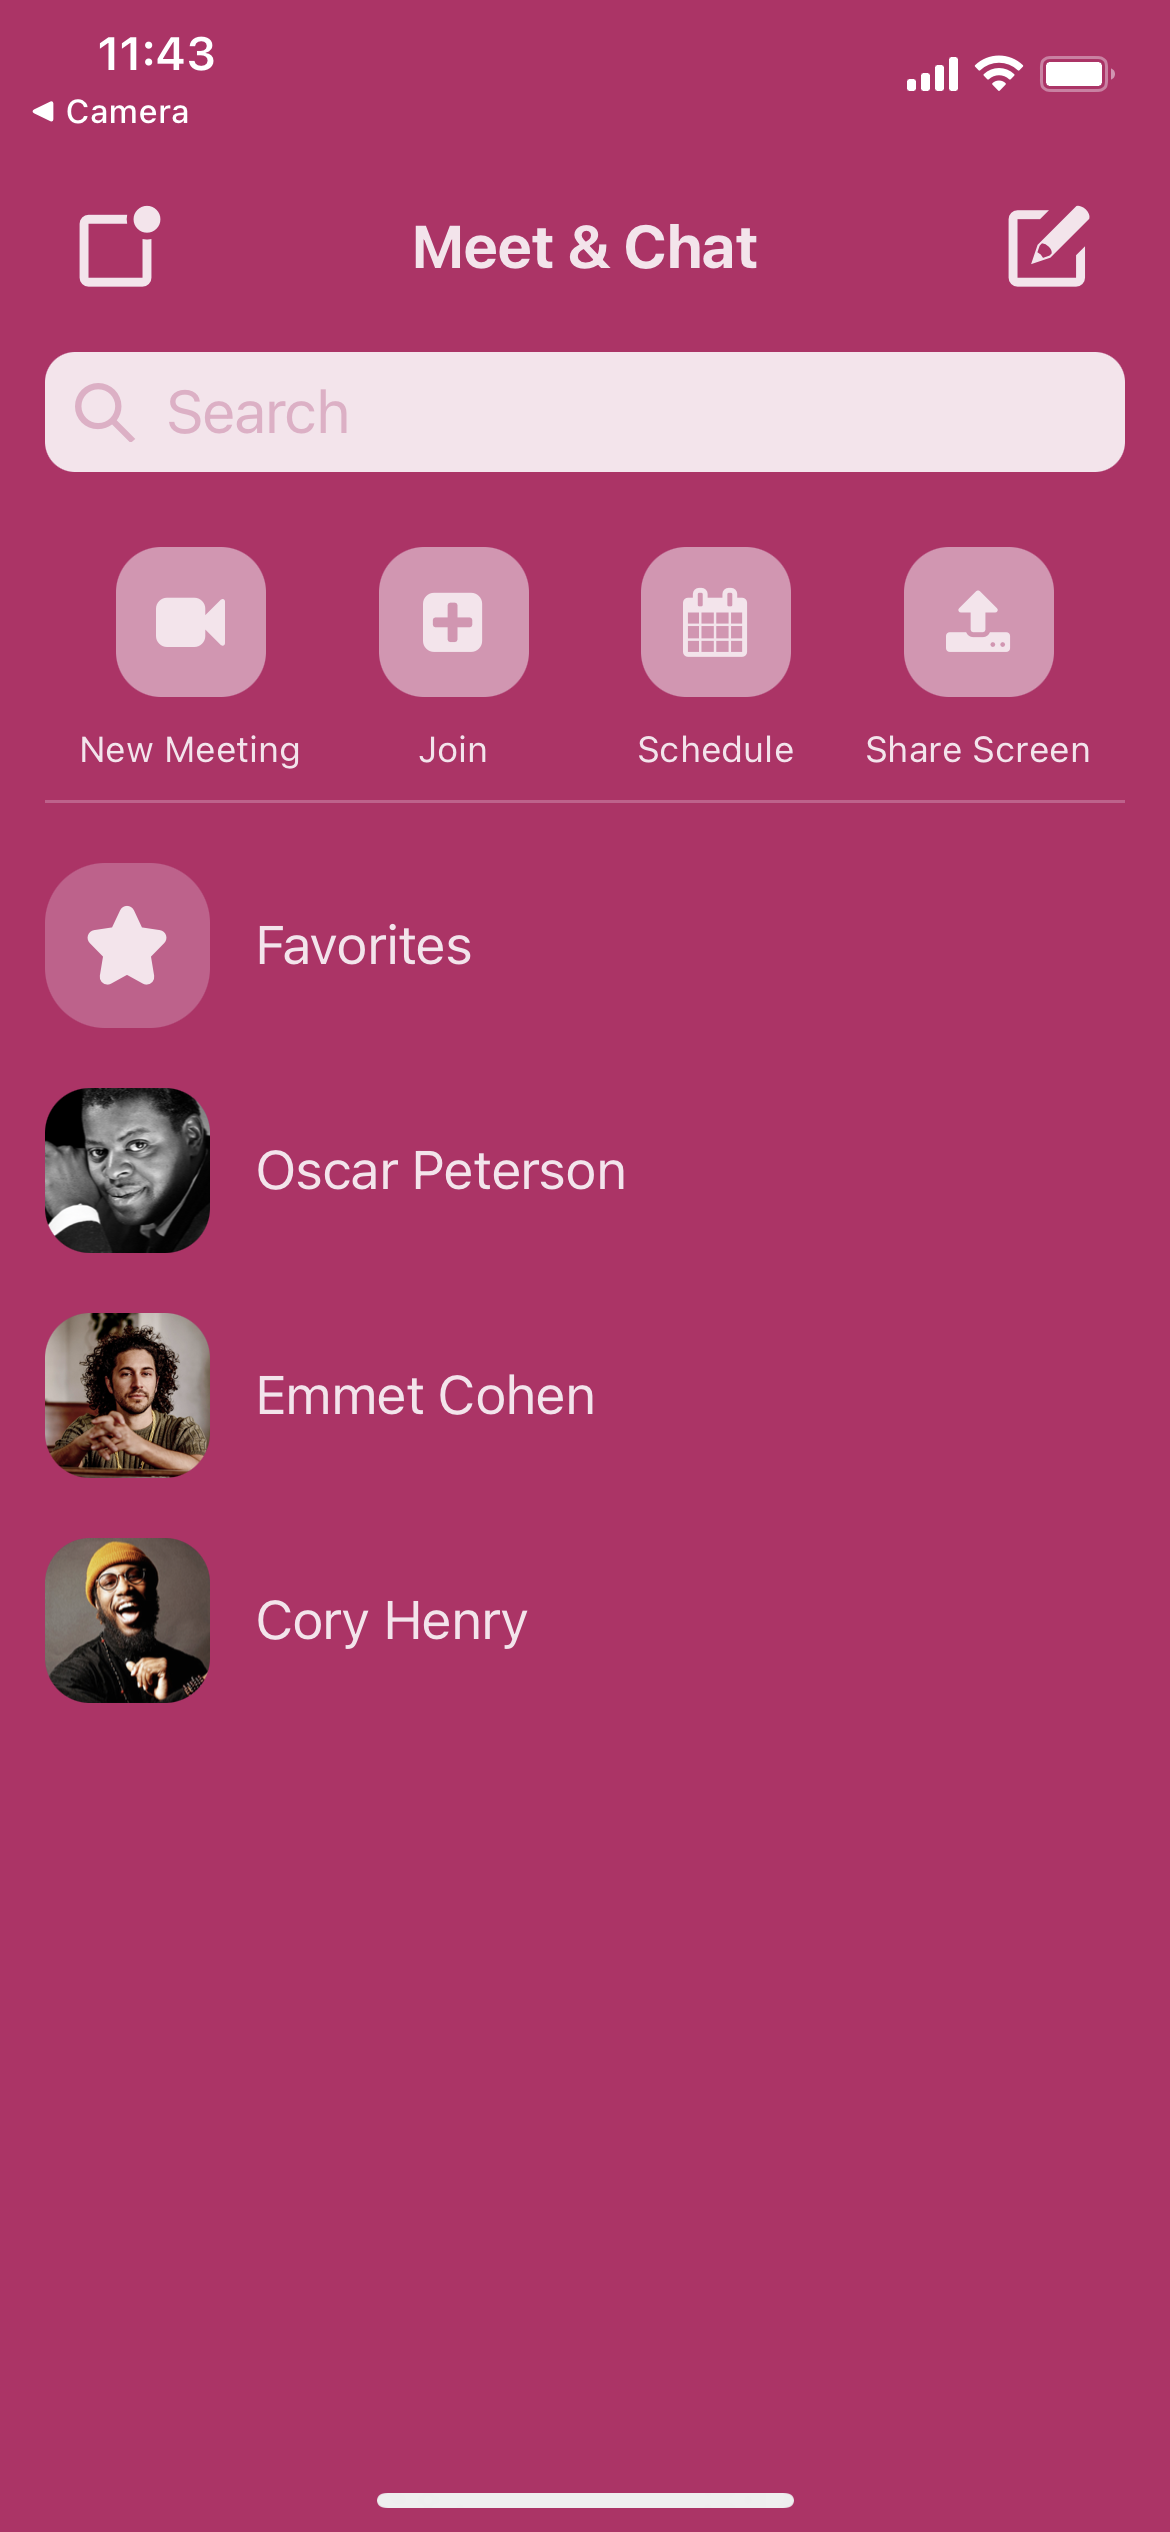 11:43
Camera
Meet & Chat
Search
New Meeting
Join
Schedule
Share Screen
Favorites
Oscar Peterson
Emmet Cohen
Cory Henry